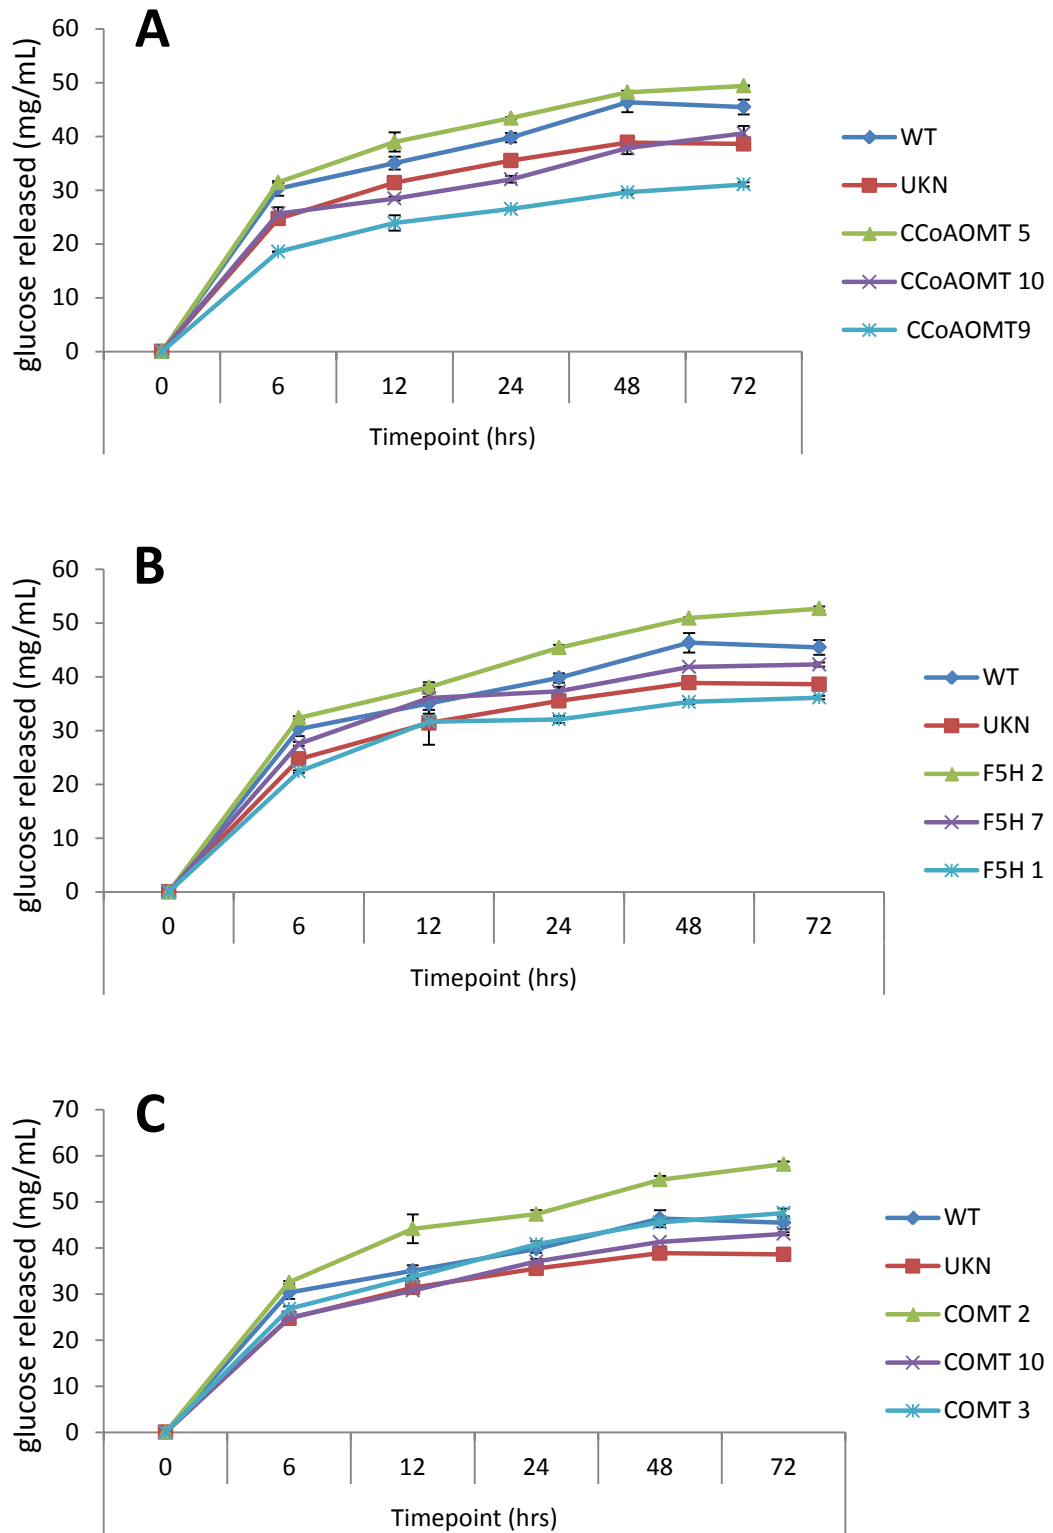 A
glucose released (mg/mL)
60
50
40
30
20
10
0
0 6 12 24 48 72
Timepoint (hrs)
WT
UKN
CCoAOMT 5
CCoAOMT 10
CCoAOMT9
B
glucose released (mg/mL)
60
50
40
30
20
10
0
0 6 12 24 48 72
Timepoint (hrs)
WT
UKN
F5H 2
F5H 7
F5H 1
C
glucose released (mg/mL)
70
60
50
40
30
20
10
0
0 6 12 24 48 72
Timepoint (hrs)
WT
UKN
COMT 2
COMT 10
COMT 3